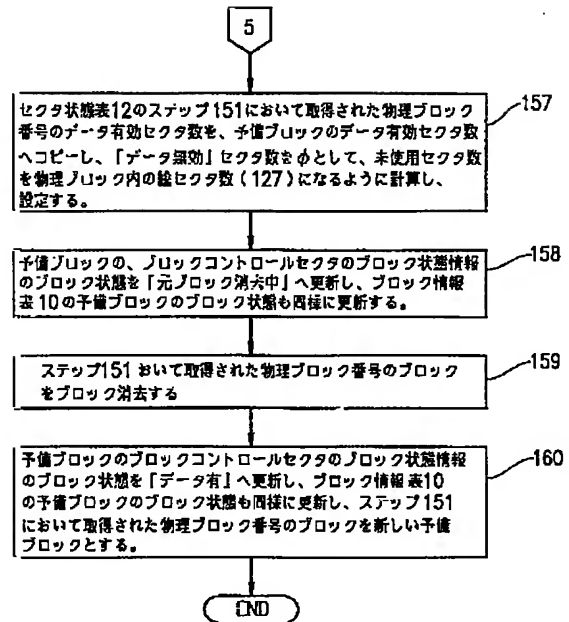 5
セクタ状態表12のステップ151において取得された物理ブロック
番号のデータ有効セクタ数を、予備ブロックのデータ有効セクタ数
へコピーし、「データ無効」セクタ数をφとして、未使用セクタ数
を物理ブロック内の総セクタ数(127)になるように計算し、
設定する。
157
予備ブロックの、ブロックコントロールセクタのブロック状態情報
のブロック状態を「元ブロック消去中」へ更新し、ブロック情報
表10の予備ブロックのブロック状態も同様に更新する。
158
ステップ151おいて取得された物理ブロック番号のブロック
をブロック消去する
159
予備ブロックのブロックコントロールセクタのブロック状態情報
のブロック状態を「データ有」へ更新し、ブロック情報表10
の予備ブロックのブロック状態も同様に更新し、ステップ151
において取得された物理ブロック番号のブロックを新しい予備
ブロックとする。
160
END